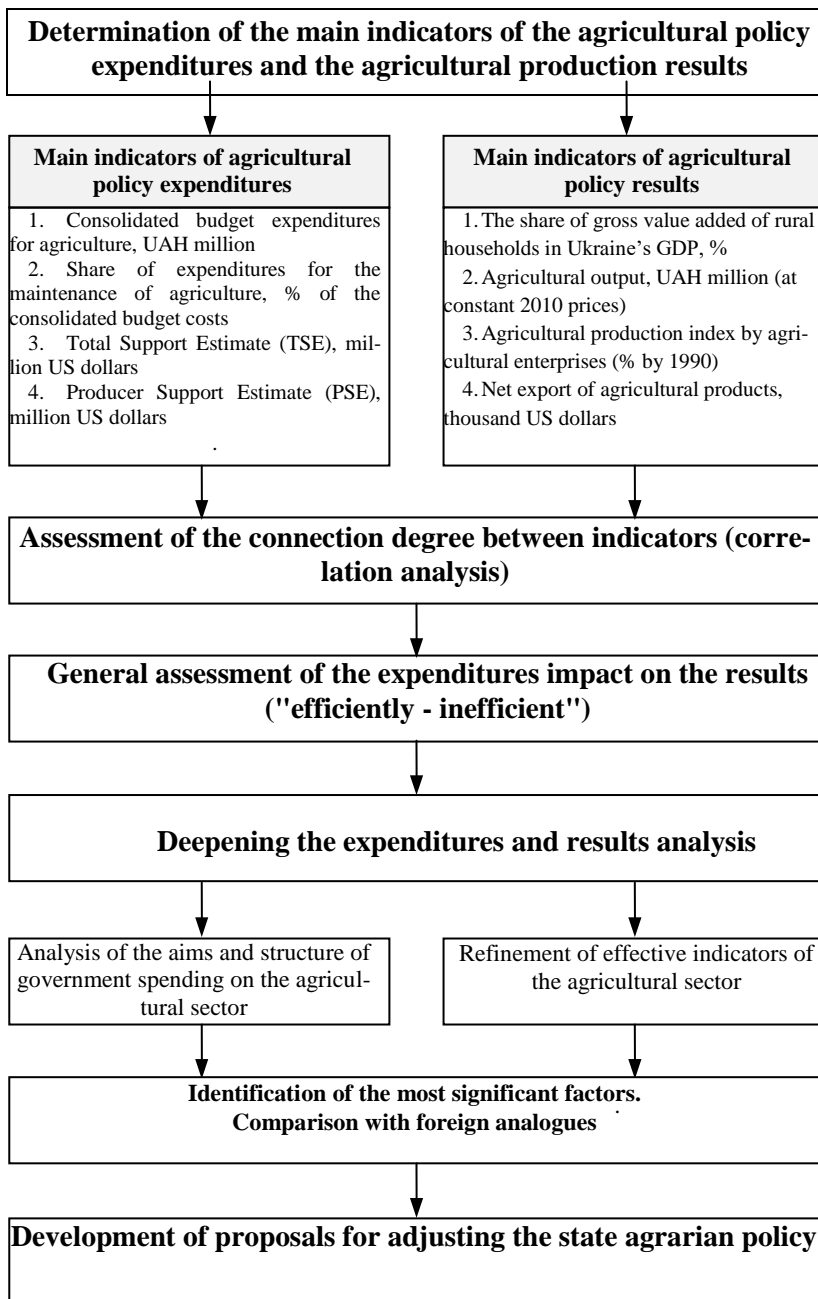 Determination of the main indicators of the agricultural policy
expenditures and the agricultural production results
Main indicators of agricultural
policy expenditures
1. Consolidated budget expenditures
for agriculture, UAH million
2. Share of expenditures for the
maintenance of agriculture, % of the
consolidated budget costs
3. Total Support Estimate (TSE), mil-
lion US dollars
4. Producer Support Estimate (PSE),
million US dollars
.
Main indicators of agricultural
policy results
1. The share of gross value added of rural
households in Ukraine's GDP, %
2. Agricultural output, UAH million (at
constant 2010 prices)
3. Agricultural production index by agri-
cultural enterprises (% by 1990)
4. Net export of agricultural products,
thousand US dollars
Assessment of the connection degree between indicators (corre-
lation analysis)
General assessment of the expenditures impact on the results
("efficiently - inefficient")
Deepening the expenditures and results analysis
Analysis of the aims and structure of
government spending on the agricul-
tural sector
Refinement of effective indicators of
the agricultural sector
Identification of the most significant factors.
Comparison with foreign analogues
.
Development of proposals for adjusting the state agrarian policy